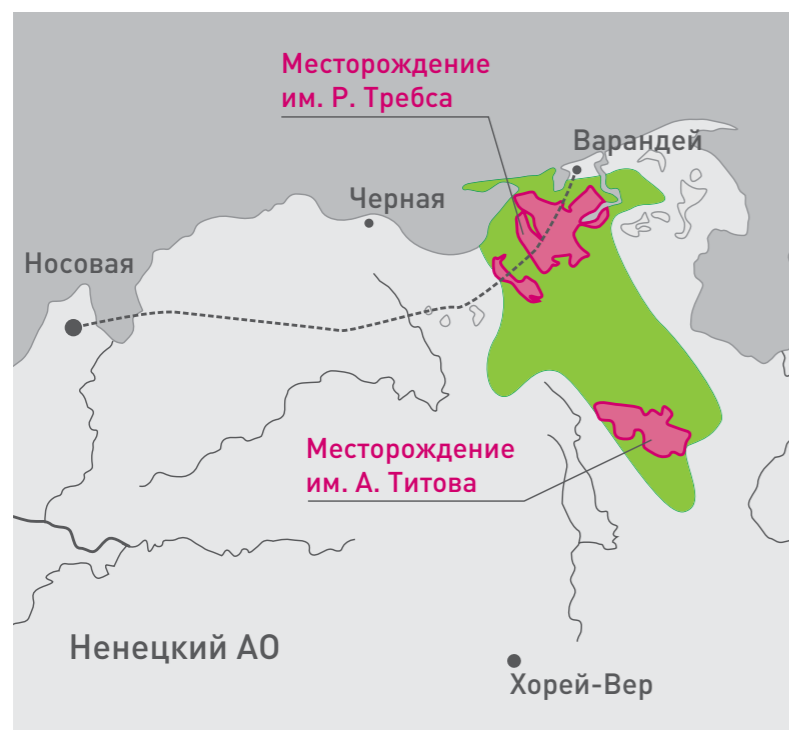 Месторождение
им. Р. Требса
Варандей
Черная
Носовая
Месторождение
им. А. Титова
Ненецкий АО
Хорей-Вер